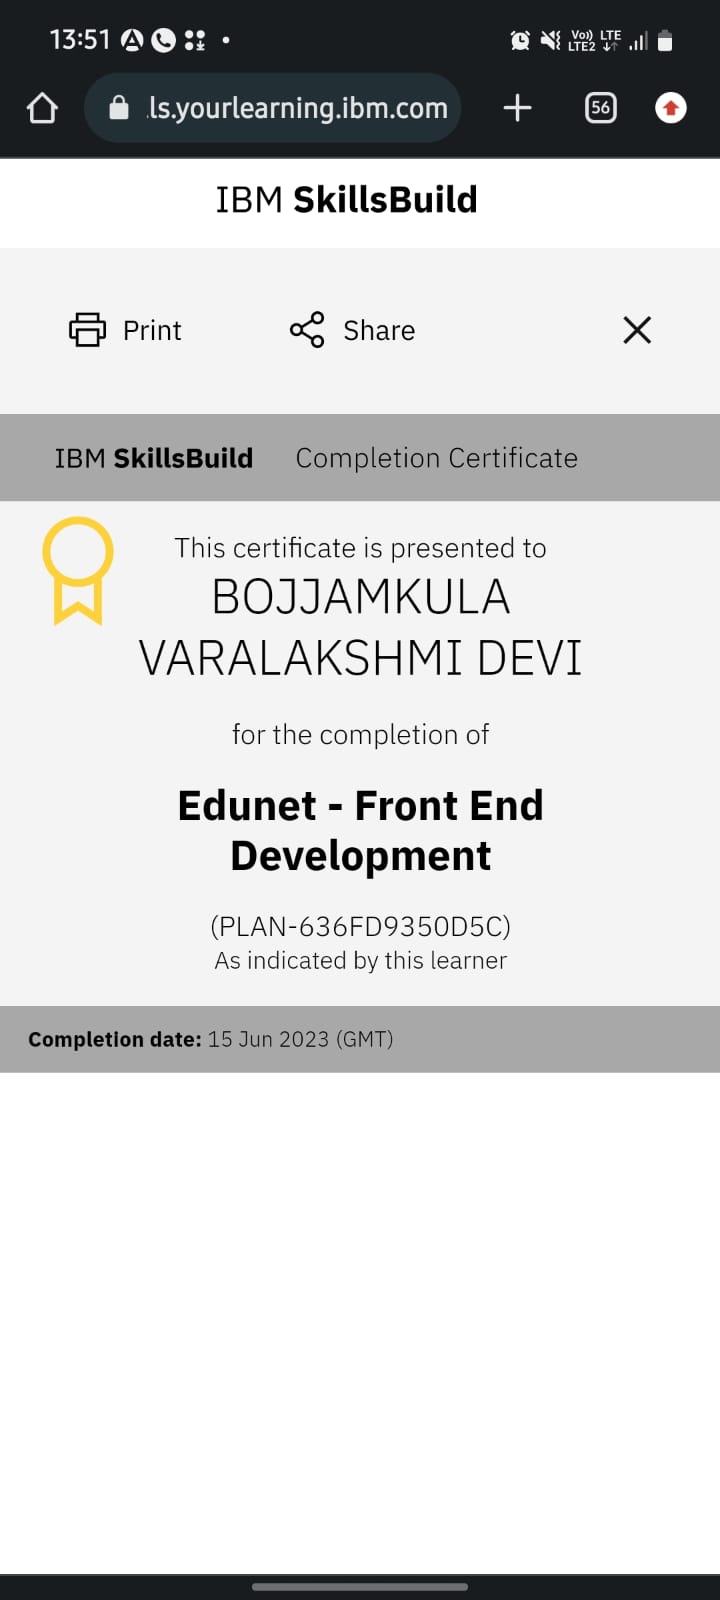 13:51
Vo)) LTE
LTE2
.ls.yourlearning.ibm.com
56
IBM SkillsBuild
Print
Share
IBM SkillsBuild Completion Certificate
This certificate is presented to
BOJJAMKULA
VARALAKSHMI DEVI
for the completion of
Edunet - Front End
Development
(PLAN-636FD9350D5C)
As indicated by this learner
Completion date: 15 Jun 2023 (GMT)